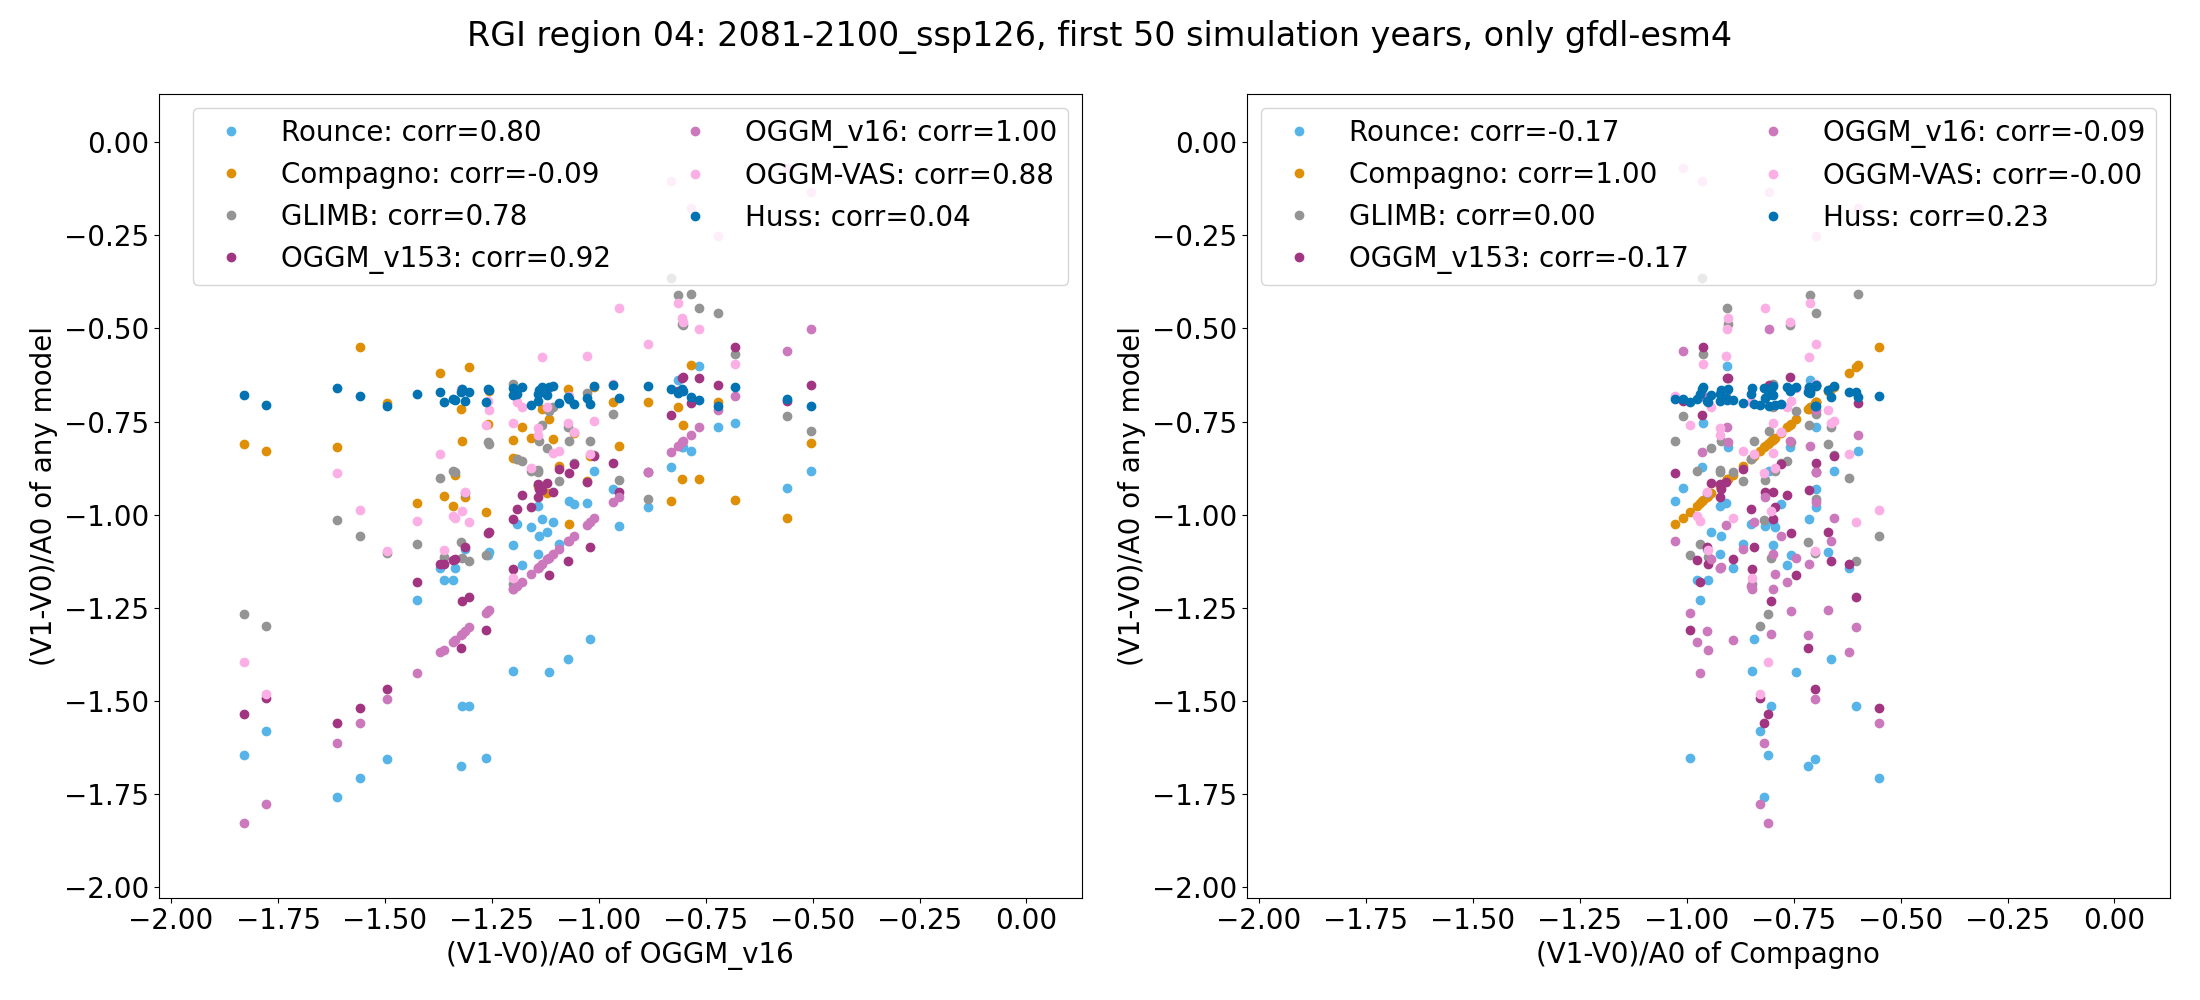 RGI region 04: 2081-2100_ssp126, first 50 simulation years, only gfdl-esm4
Rounce: corr=0.80
Compagno: corr=-0.09
GLIMB: corr=0.78
OGGM_v153: corr=0.92
OGGM_v16: corr=1.00
OGGM-VAS: corr=0.88
Huss: corr=0.04
0.00
−0.25
−0.50
−0.75
−1.00
−1.25
−1.50
−1.75
−2.00
(V1-V0)/A0 of any model
−2.00 −1.75 −1.50 −1.25 −1.00 −0.75 −0.50 −0.25 0.00
(V1-V0)/A0 of OGGM_v16
Rounce: corr=-0.17
Compagno: corr=1.00
GLIMB: corr=0.00
OGGM_v153: corr=-0.17
OGGM_v16: corr=-0.09
OGGM-VAS: corr=-0.00
Huss: corr=0.23
0.00
−0.25
−0.50
−0.75
−1.00
−1.25
−1.50
−1.75
−2.00
(V1-V0)/A0 of any model
−2.00 −1.75 −1.50 −1.25 −1.00 −0.75 −0.50 −0.25 0.00
(V1-V0)/A0 of Compagno